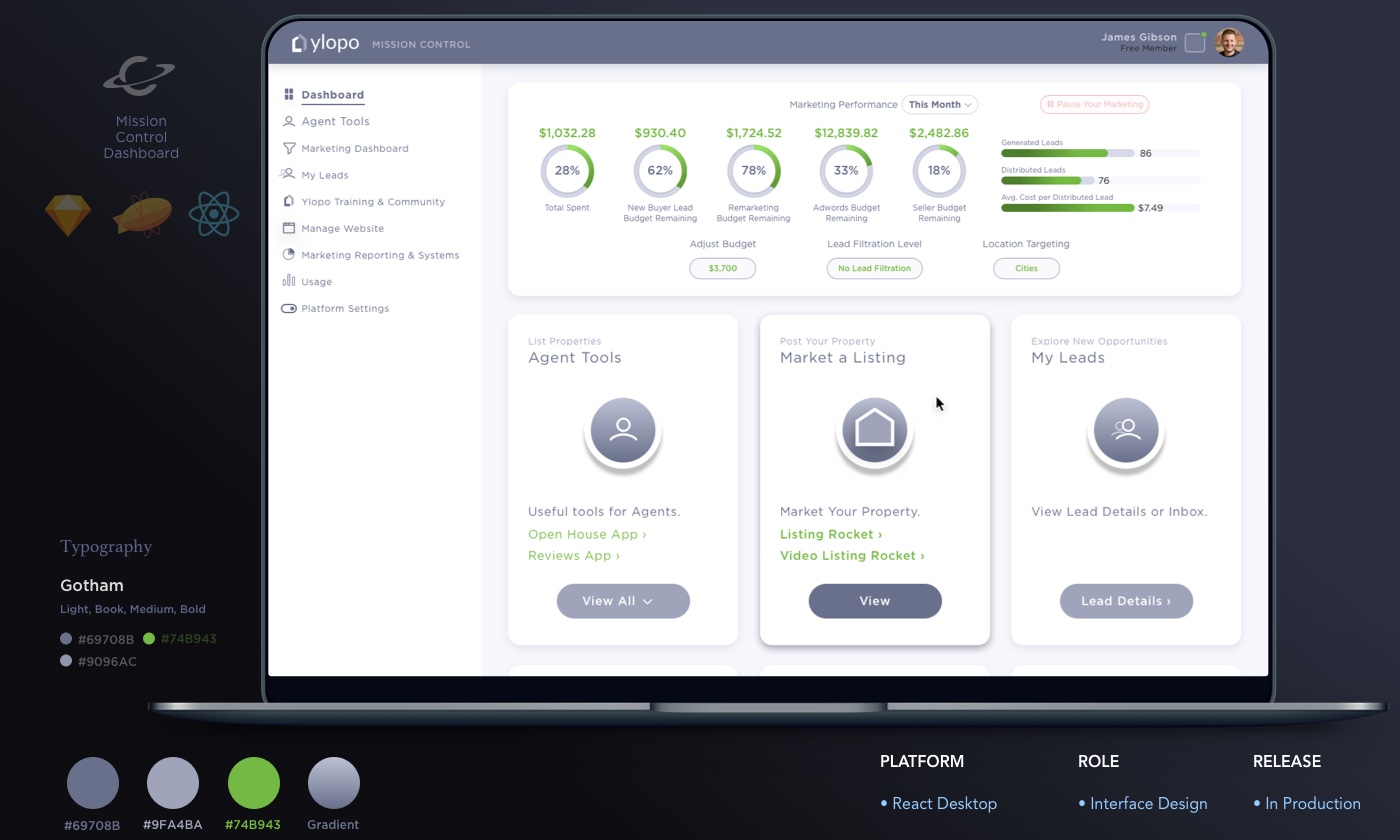 Mission
Control
Dashboard
Typography
Gotham
Light, Book, Medium, Bold
#69708B #74B943
#9096AC
ylopo MISSION CONTROL
James Gibson
Free Member
Dashboard
Agent Tools
Marketing Dashboard
My Leads
Ylopo Training & Community
Manage Website
Marketing Reporting & Systems
Usage
Platform Settings
Marketing Performance This Month
Pause Your Marketing
$1,032.28 $930.40 $1,724.52 $12,839.82 $2,482.86
28% 62% 78% 33% 18%
Total Spent
New Buyer Lead
Budget Remaining
Remarketing
Budget Remaining
Adwords Budget
Remaining
Seller Budget
Remaining
Generated Leads
86
Distributed Leads
76
Avg. Cost per Distributed Lead
$7.49
Adjust Budget Lead Filtration Level Location Targeting
$3,700 No Lead Filtration Cities
List Properties
Agent Tools
Useful tools for Agents.
Open House App ›
Reviews App ›
View All
Post Your Property
Market a Listing
Market Your Property.
Listing Rocket ›
Video Listing Rocket ›
View
Explore New Opportunities
My Leads
View Lead Details or Inbox.
Lead Details ›
#69708B #9FA4BA #74B943 Gradient
PLATFORM ROLE RELEASE
• React Desktop • Interface Design • In Production